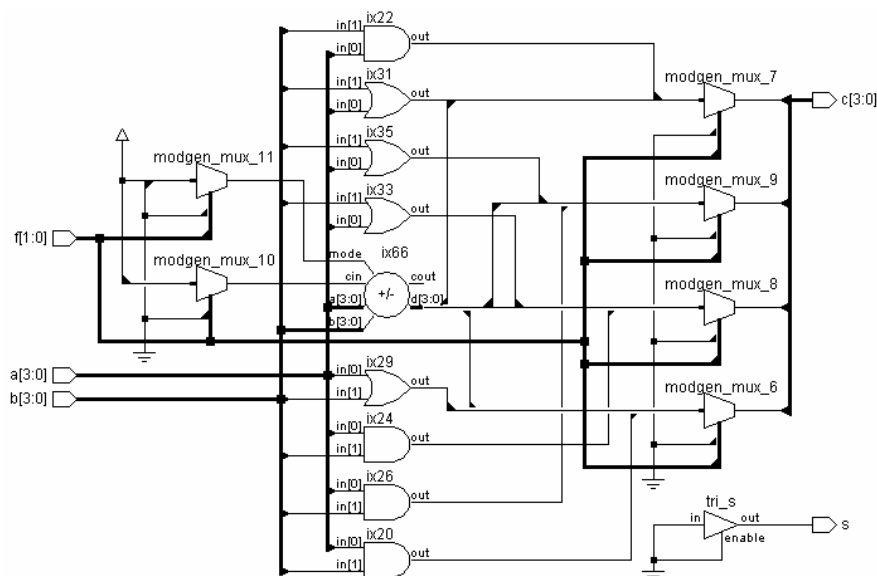 ix22
in[1]
out
in[0]
ix31
in[1]
out
in[0]
modgen_mux_7
c[3:0]
ix35
in[1]
out
in[0]
modgen_mux_11
ix33
in[1]
out
in[0]
modgen_mux_9
f[1:0]
modgen_mux_10
mode
ix66
cin
cout
+/-
a[3:0]
d[3:0]
b[3:0]
modgen_mux_8
a[3:0]
b[3:0]
ix29
in[0]
out
in[1]
modgen_mux_6
ix24
in[0]
out
in[1]
ix26
in[0]
out
in[1]
ix20
in[0]
out
in[1]
tri_s
in
out
enable
s